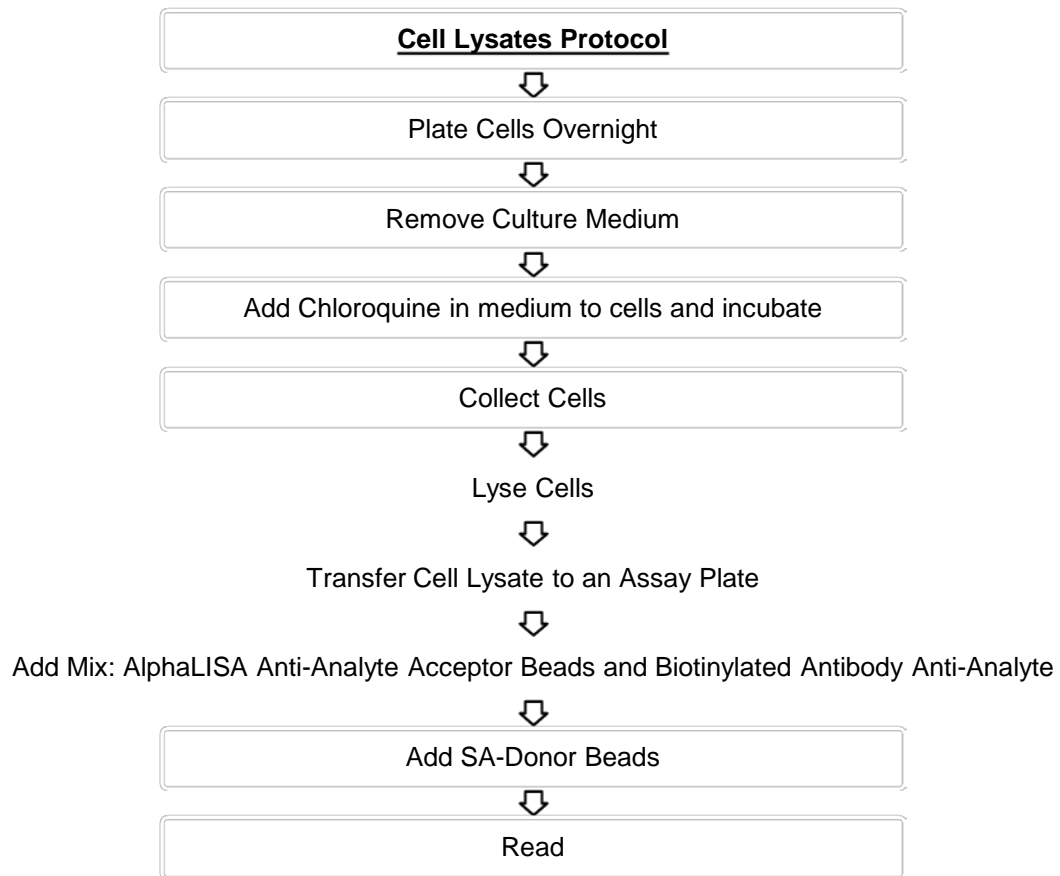 Cell Lysates Protocol
Plate Cells Overnight
Remove Culture Medium
Add Chloroquine in medium to cells and incubate
Collect Cells
Lyse Cells
Transfer Cell Lysate to an Assay Plate
Add Mix: AlphaLISA Anti-Analyte Acceptor Beads and Biotinylated Antibody Anti-Analyte
Add SA-Donor Beads
Read